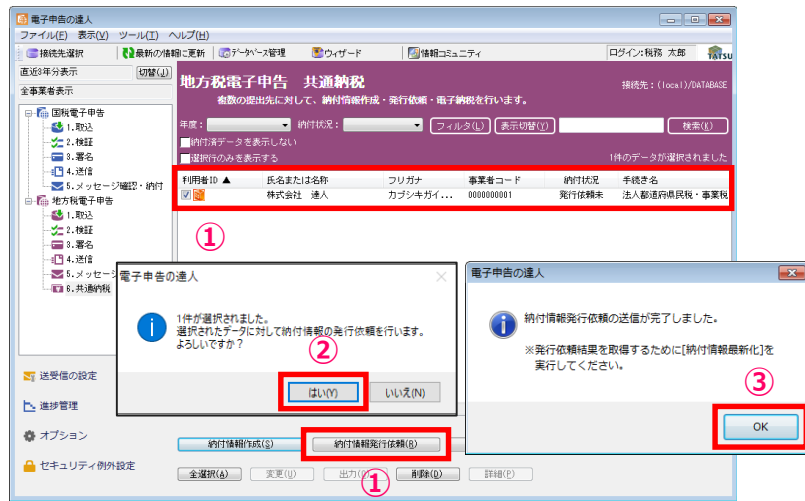 電子申告の達人
ファイル(F) 表示(V) ツール(T) ヘルプ(H)
接続先選択 最新の情報に更新 データベース管理 ウィザード 情報コミュニティ ログイン:税務 太郎 TATSU
直近3年分表示 切替(J)
全事業者表示
国税電子申告
1.取込
2.検証
3.署名
4.送信
5.メッセージ確認・納付
地方税電子申告
1.取込
2.検証
3.署名
4.送信
5.メッセージ
6.共通納税
送受信の設定
進捗管理
オプション
セキュリティ例外設定
地方税電子申告 共通納税
接続先:(local)/DATABASE
複数の提出先に対して、納付情報作成・発行依頼・電子納税を行います。
年度: 納付状況: フィルタ(L) 表示切替(Y) 検索(K)
納付済データを表示しない
選択行のみを表示する 1件のデータが選択されました
利用者ID ▲ 氏名または名称 フリガナ 事業者コード 納付状況 手続き名
株式会社 達人 カブシキガイ... 0000000001 発行依頼未 法人都道府県民税・事業税
①
電子申告の達人
1件が選択されました。
選択されたデータに対して納付情報の発行依頼を行います。
よろしいですか?
②
はい(Y) いいえ(N)
電子申告の達人
納付情報発行依頼の送信が完了しました。
※発行依頼結果を取得するために[納付情報最新化]を
実行してください。
③
OK
納付情報作成(S) 納付情報発行依頼(R)
全選択(A) 変更(U) 出力 削除(D) 詳細(P)
①